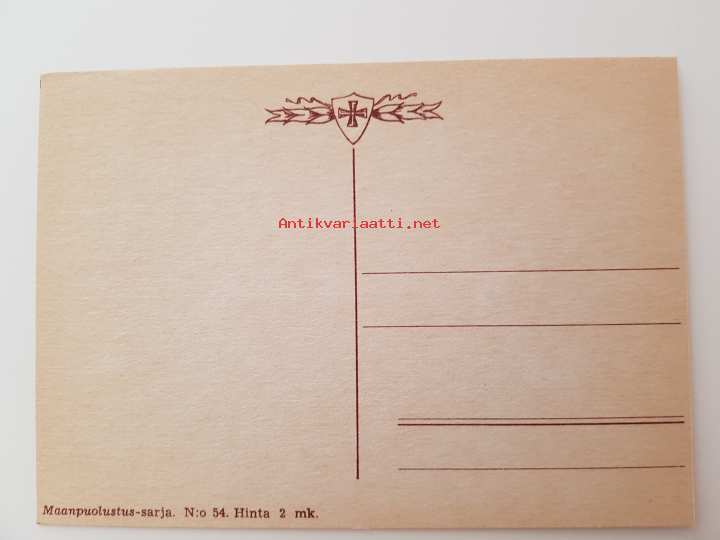 Antikvariaatti.net
Maanpuolustus-sarja. N:o 54. Hinta 2 mk.